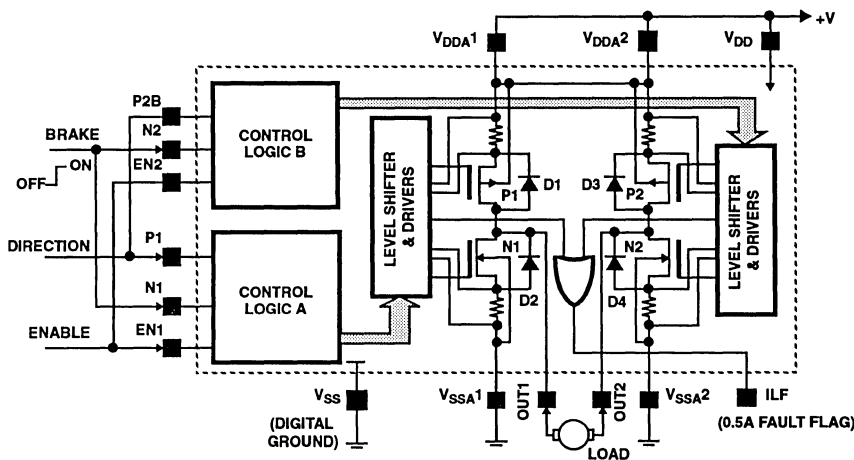 +V
VDDA1
VDDA2
VDD
P2B
BRAKE
N2
ON
OFF
EN2
CONTROL
LOGIC B
LEVEL SHIFTER
& DRIVERS
P1
D1
D3
P2
LEVEL SHIFTER
& DRIVERS
DIRECTION
P1
N1
CONTROL
LOGIC A
N1
D2
N2
D4
ENABLE
EN1
VSS
(DIGITAL
GROUND)
VSSA1
OUT1
OUT2
VSSA2
ILF
(0.5A FAULT FLAG)
LOAD